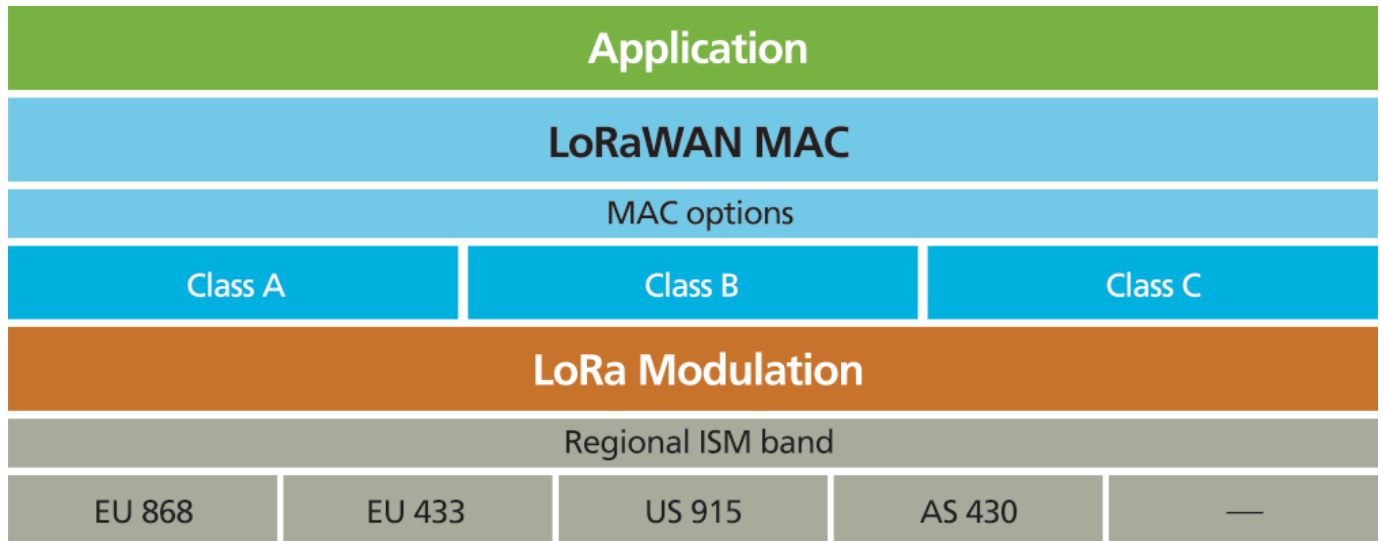 Application
LoRaWAN MAC
MAC options
Class A Class B Class C
LoRa Modulation
Regional ISM band
EU 868 EU 433 US 915 AS 430 —